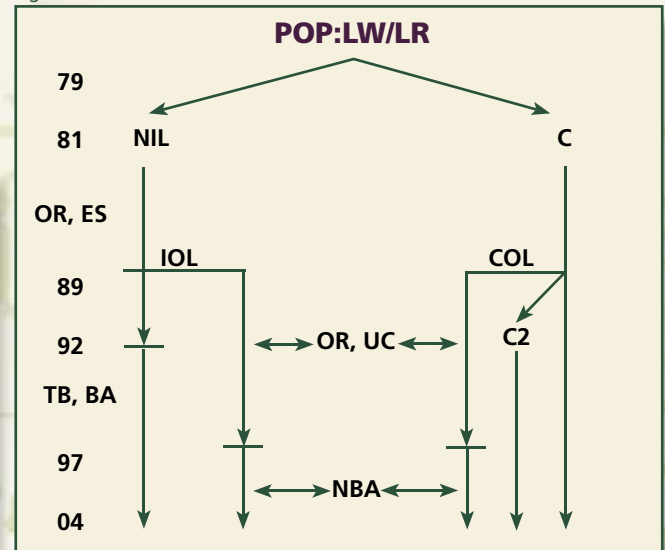 POP:LW/LR
79
81 NIL C
OR, ES
IOL COL
89
92 OR, UC C2
TB, BA
97
NBA
04